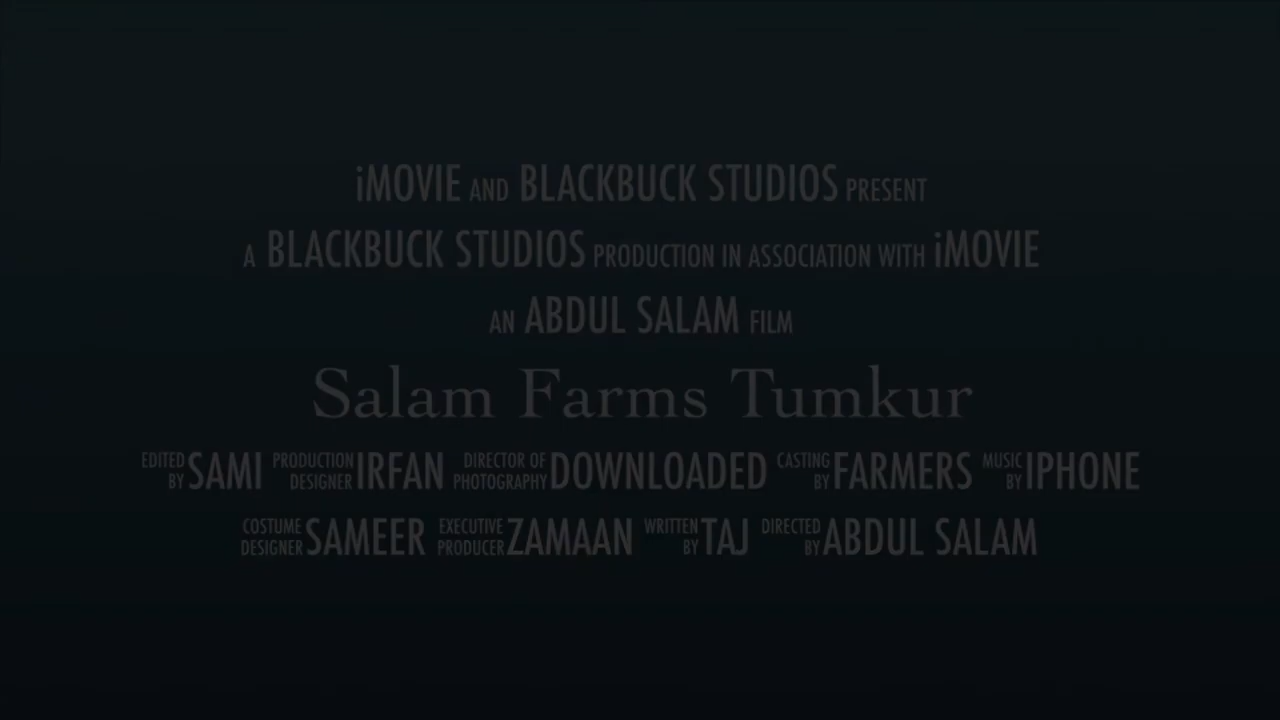 iMOVIE AND BLACKBUCK STUDIOS PRESENT
A BLACKBUCK STUDIOS PRODUCTION IN ASSOCIATION WITH iMOVIE
AN ABDUL SALAM FILM
Salam Farms Tumkur
EDITED BY SAMI PRODUCTION DESIGNER IRFAN DIRECTOR OF PHOTOGRAPHY DOWNLOADED CASTING BY FARMERS MUSIC BY IPHONE
COSTUME DESIGNER SAMEER EXECUTIVE PRODUCER ZAMAAN WRITTEN BY TAJ DIRECTED BY ABDUL SALAM